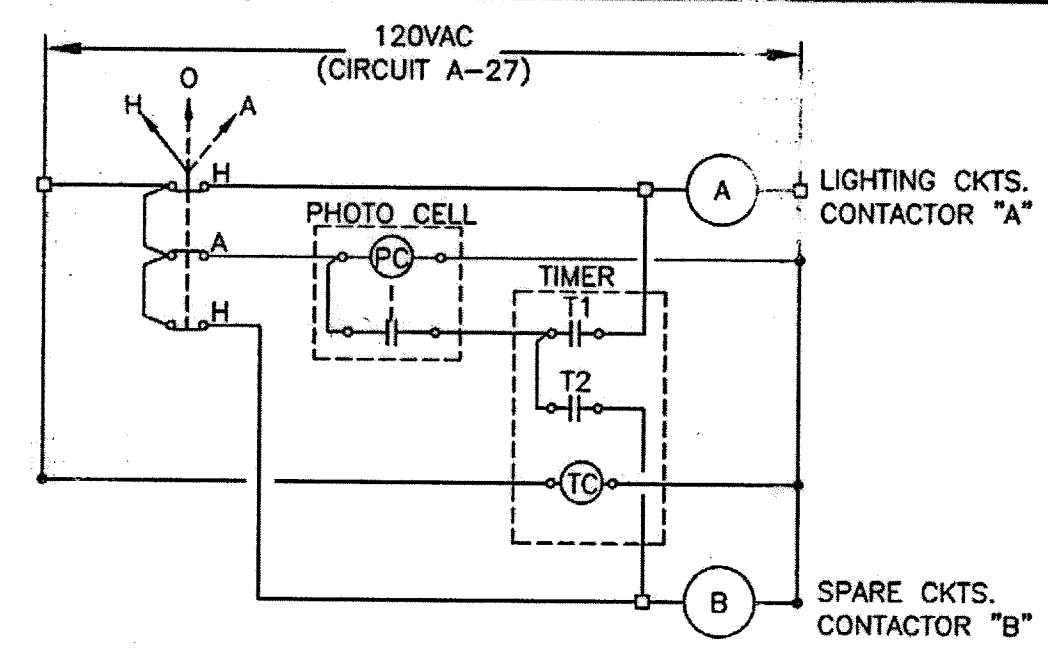 120VAC
(CIRCUIT A-27)
O
H
A
H
A
LIGHTING CKTS.
CONTACTOR "A"
PHOTO CELL
A
PC
TIMER
T1
H
T2
TC
B
SPARE CKTS.
CONTACTOR "B"